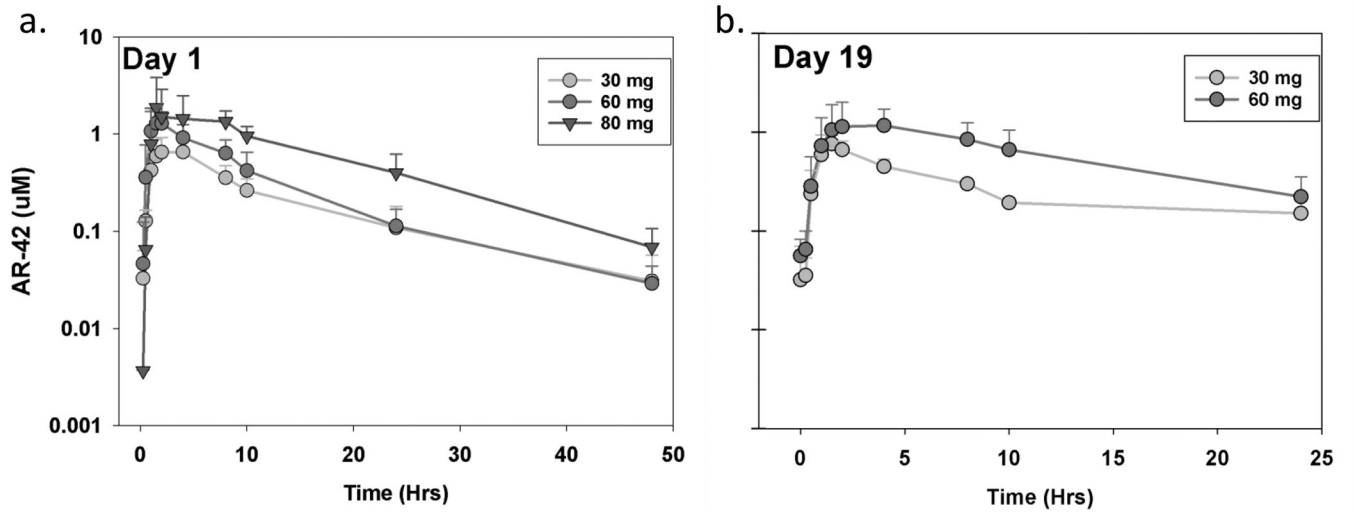 a.
Day 1
30 mg
60 mg
80 mg
10
1
0.1
0.01
0.001
AR-42 (uM)
0 10 20 30 40 50
Time (Hrs)
b.
Day 19
30 mg
60 mg
0 5 10 15 20 25
Time (Hrs)